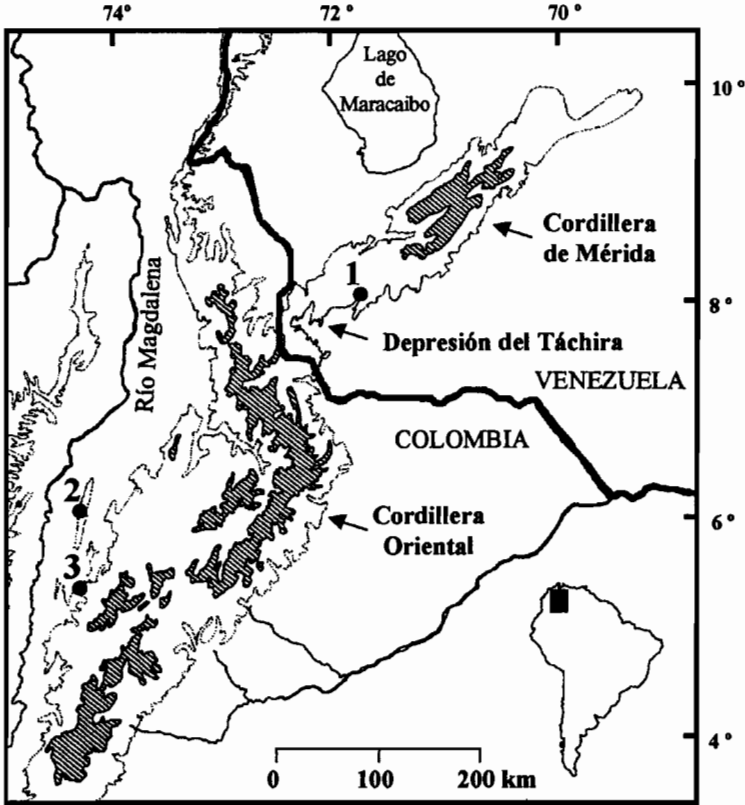 74°
72°
70°
Lago
de
Maracaibo
10°
Cordillera
de Mérida
1
8°
Depresión del Táchira
Río Magdalena
VENEZUELA
COLOMBIA
2
6°
Cordillera
Oriental
3
4°
0 100 200 km